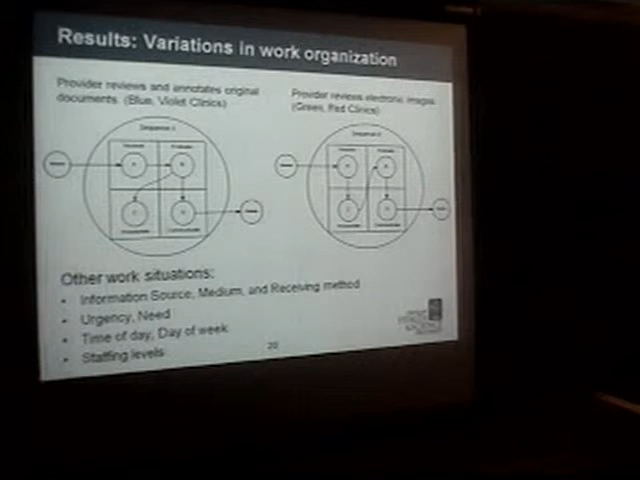 Results: Variations in work organization
Provider reviews and annotates original
documents. (Blue, Violet Clinics)
Provider reviews electronic images
(Green, Red Clinics)
Other work situations:
• Information Source, Medium, and Receiving method
• Urgency, Need
• Time of day, Day of week
• Staffing levels
20